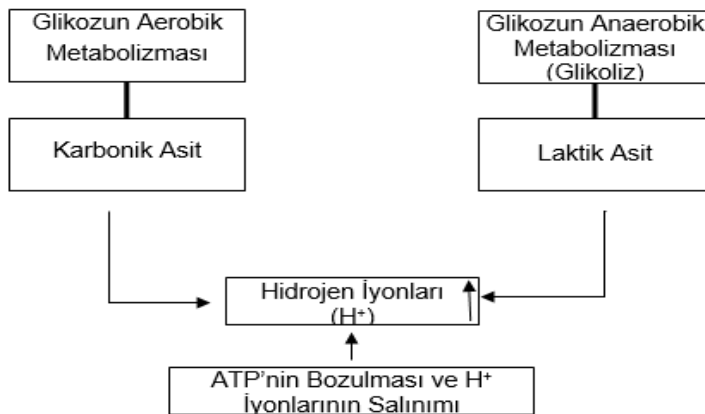 Glikozun Aerobik
Metabolizması
Glikozun Anaerobik
Metabolizması
(Glikoliz)
Karbonik Asit
Laktik Asit
Hidrojen İyonları
(H⁺)
ATP’nin Bozulması ve H⁺
İyonlarının Salınımı